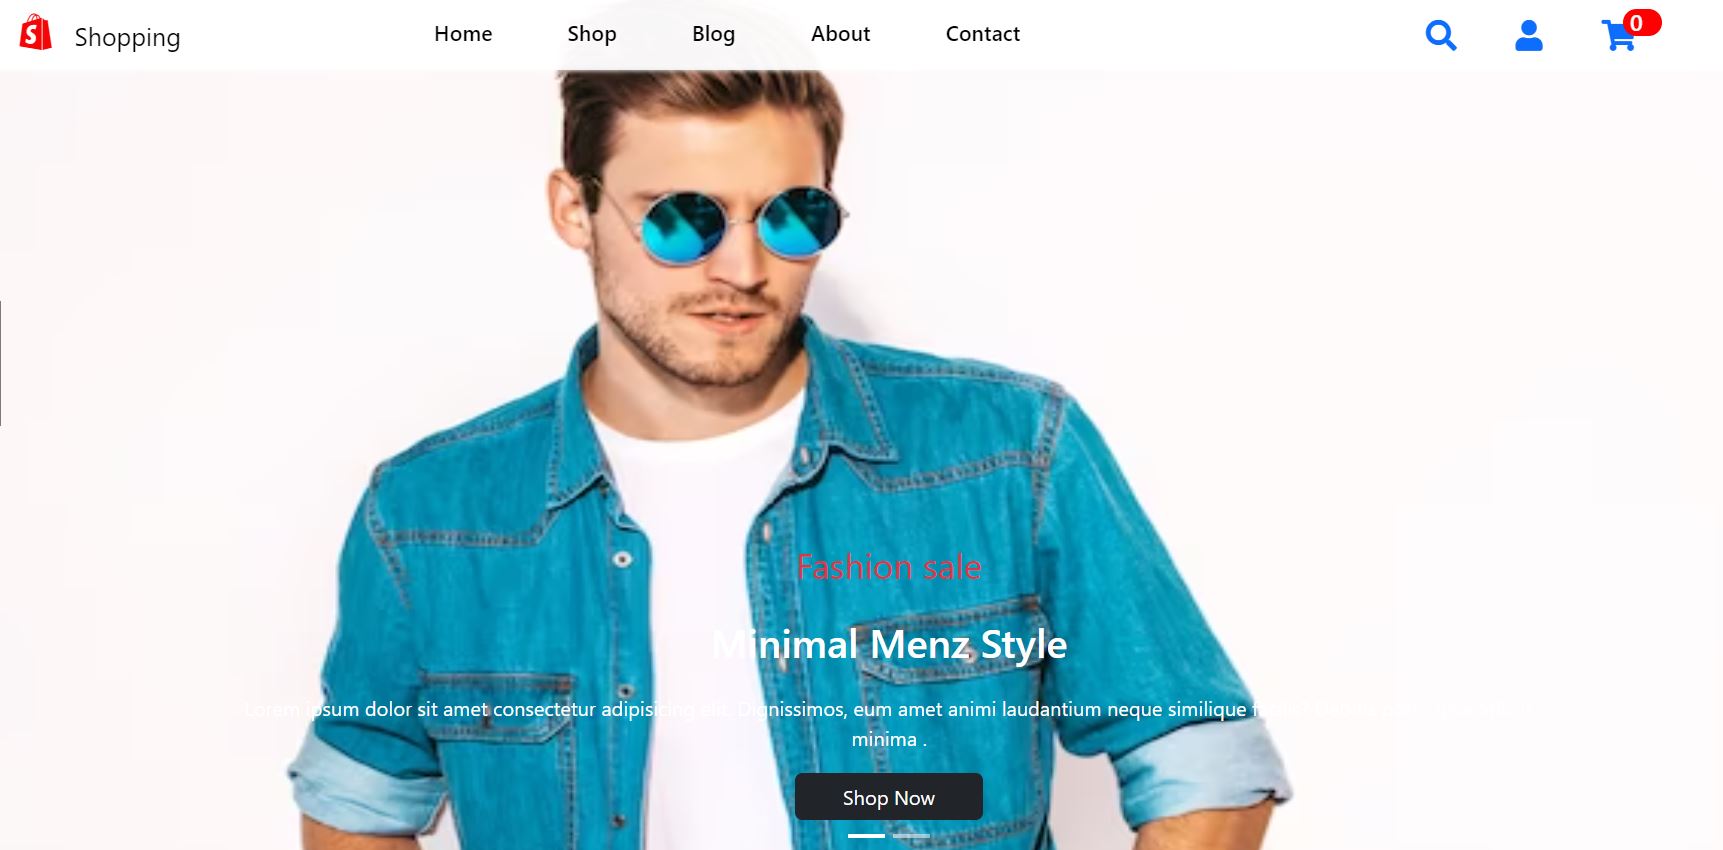 S Shopping Home Shop Blog About Contact 0
Fashion sale
Minimal Menz Style
Lorem ipsum dolor sit amet consectetur adipisicing elit. Dignissimos, eum amet animi laudantium neque similique
minima .
Shop Now